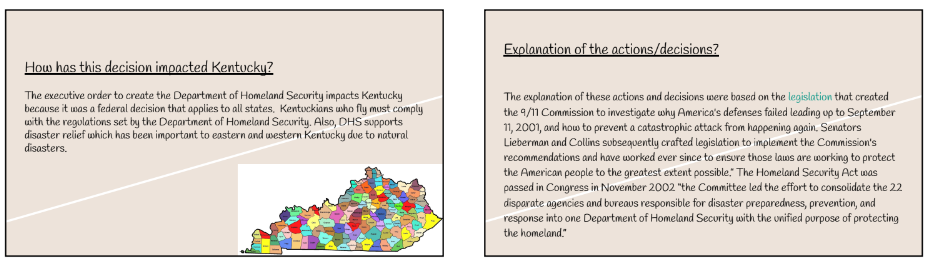 How has this decision impacted Kentucky?
The executive order to create the Department of Homeland Security impacts Kentucky
because it was a federal decision that applies to all states. Kentuckians who fly must comply
with the regulations set by the Department of Homeland Security. Also, DHS supports
disaster relief which has been important to eastern and western Kentucky due to natural
disasters.
Explanation of the actions/decisions?
The explanation of these actions and decisions were based on the legislation that created
the 9/11 Commission to investigate why America's defenses failed leading up to September
11, 2001, and how to prevent a catastrophic attack from happening again. Senators
Lieberman and Collins subsequently crafted legislation to implement the Commission's
recommendations and have worked ever since to ensure those laws are working to protect
the American people to the greatest extent possible." The Homeland Security Act was
passed in Congress in November 2002 "the Committee led the effort to consolidate the 22
disparate agencies and bureaus responsible for disaster preparedness, prevention, and
response into one Department of Homeland Security with the unified purpose of protecting
the homeland."